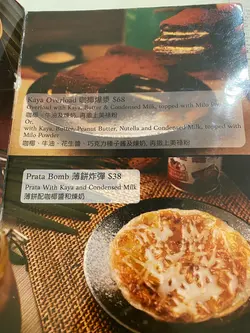 Kaya Overload 咖椰爆漿 $68
Overload with Kaya, Butter & Condensed Milk, topped with Milo Powder
咖椰、牛油及煉奶, 再撒上美祿粉
Or,
with Kaya, Butter, Peanut Butter, Nutella and Condensed Milk, topped with
Milo Powder
咖椰、牛油、花生醬、巧克力榛子醬及煉奶, 再撒上美祿粉
Prata Bomb 薄餅炸彈 $38
Prata With Kaya and Condensed Milk
薄餅配咖椰醬和煉奶